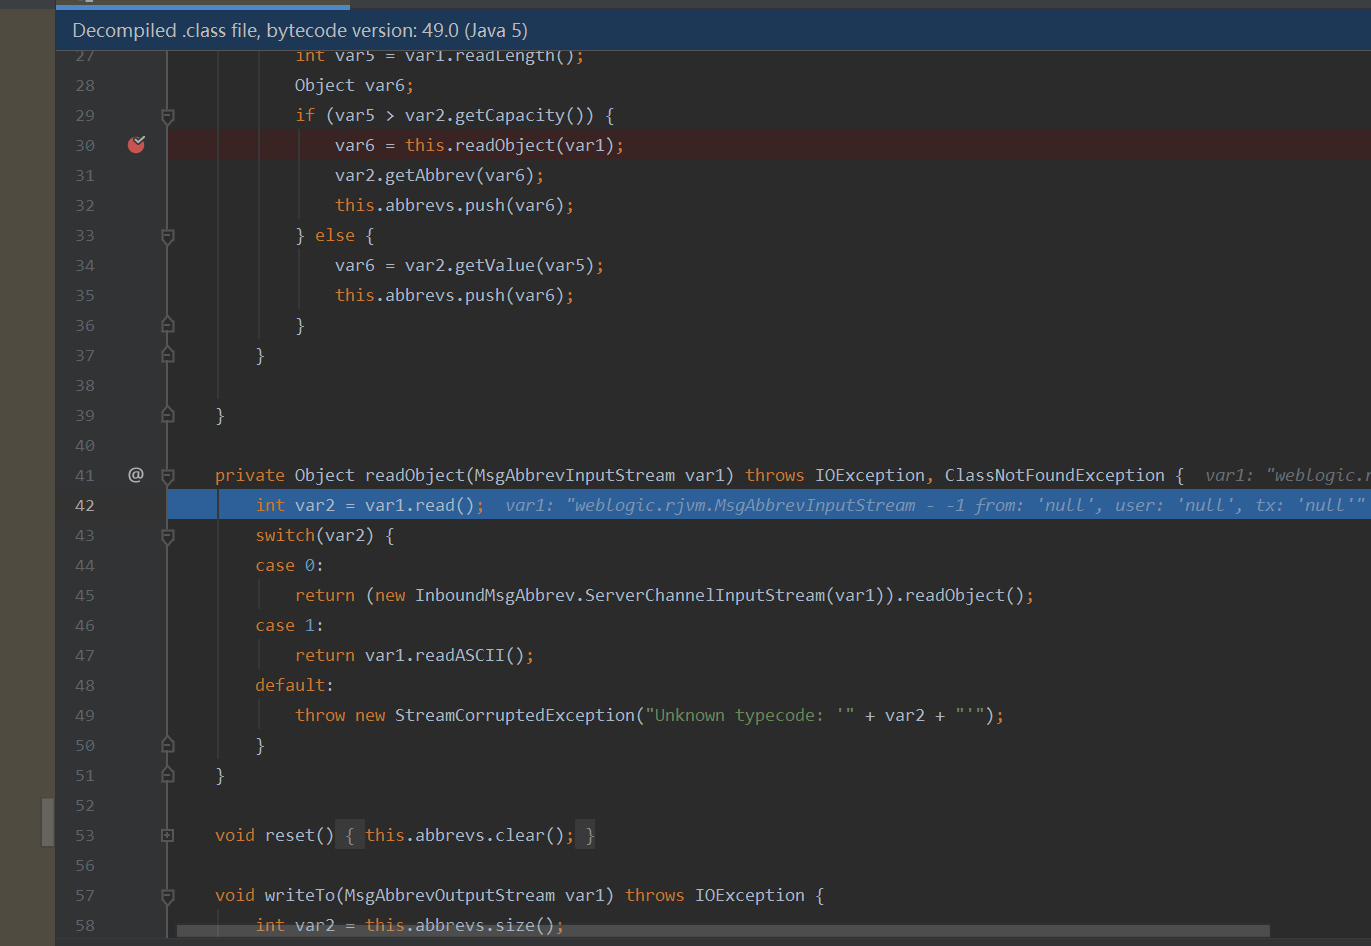 Decompiled .class file, bytecode version: 49.0 (Java 5)
27 int var5 = var1.readLength();
28 Object var6;
29 if (var5 > var2.getCapacity()) {
30 var6 = this.readObject(var1);
31 var2.getAbbrev(var6);
32 this.abbrevs.push(var6);
33 } else {
34 var6 = var2.getValue(var5);
35 this.abbrevs.push(var6);
36 }
37 }
38
39 }
40
41 @ private Object readObject(MsgAbbrevInputStream var1) throws IOException, ClassNotFoundException { var1: "weblogic.r
42 int var2 = var1.read(); var1: "weblogic.rjvm.MsgAbbrevInputStream - -1 from: 'null', user: 'null', tx: 'null'"
43 switch(var2) {
44 case 0:
45 return (new InboundMsgAbbrev.ServerChannelInputStream(var1)).readObject();
46 case 1:
47 return var1.readASCII();
48 default:
49 throw new StreamCorruptedException("Unknown typecode: '" + var2 + "'");
50 }
51 }
52
53 void reset() { this.abbrevs.clear(); }
56
57 void writeTo(MsgAbbrevOutputStream var1) throws IOException {
58 int var2 = this.abbrevs.size();